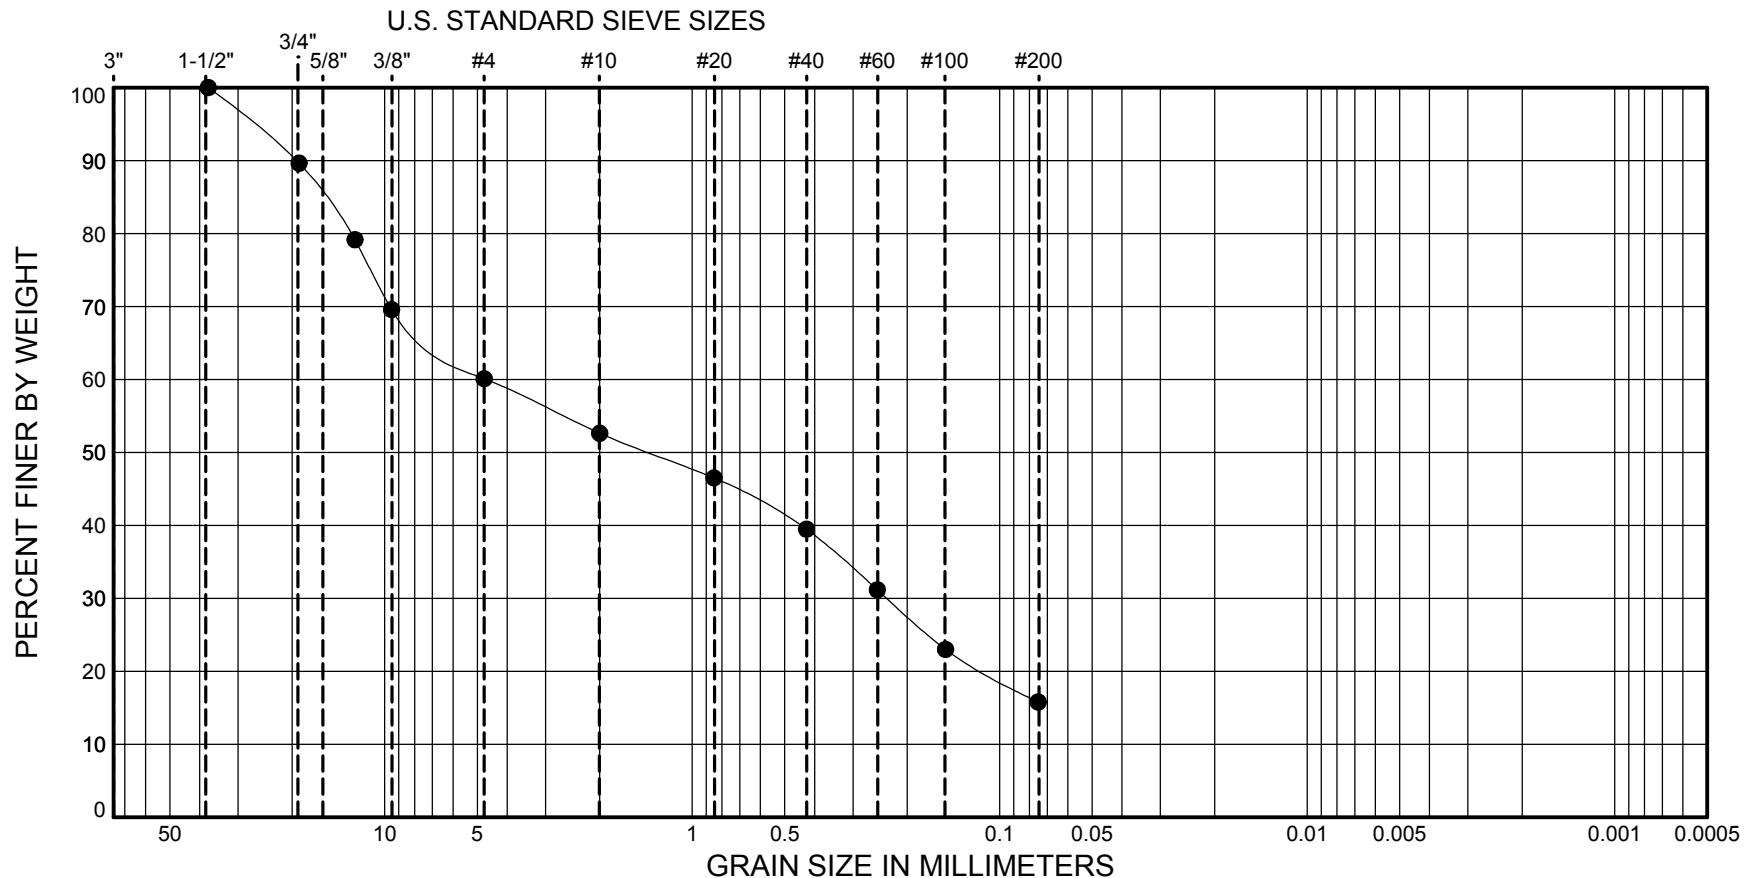 U.S. STANDARD SIEVE SIZES
3" 1-1/2" 3/4" 5/8" 3/8" #4 #10 #20 #40 #60 #100 #200
100
90
80
70
60
50
40
30
20
10
0
PERCENT FINER BY WEIGHT
50 10 5 1 0.5 0.1 0.05 0.01 0.005 0.001 0.0005
GRAIN SIZE IN MILLIMETERS